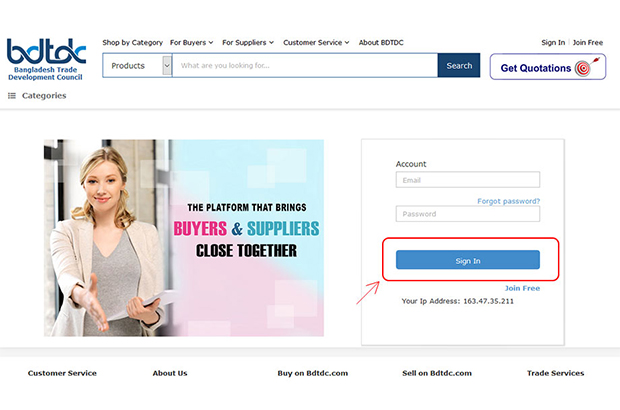 bdtdc
Bangladesh Trade
Development Council
Shop by Category For Buyers For Suppliers Customer Service About BDTDC
Sign In Join Free
Products
What are you looking for...
Search
Get Quotations
Categories
THE PLATFORM THAT BRINGS
BUYERS & SUPPLIERS
CLOSE TOGETHER
Account
Email
Forgot password?
Password
Sign In
Join Free
Your Ip Address: 163.47.35.211
Customer Service About Us Buy on Bdtdc.com Sell on Bdtdc.com Trade Services